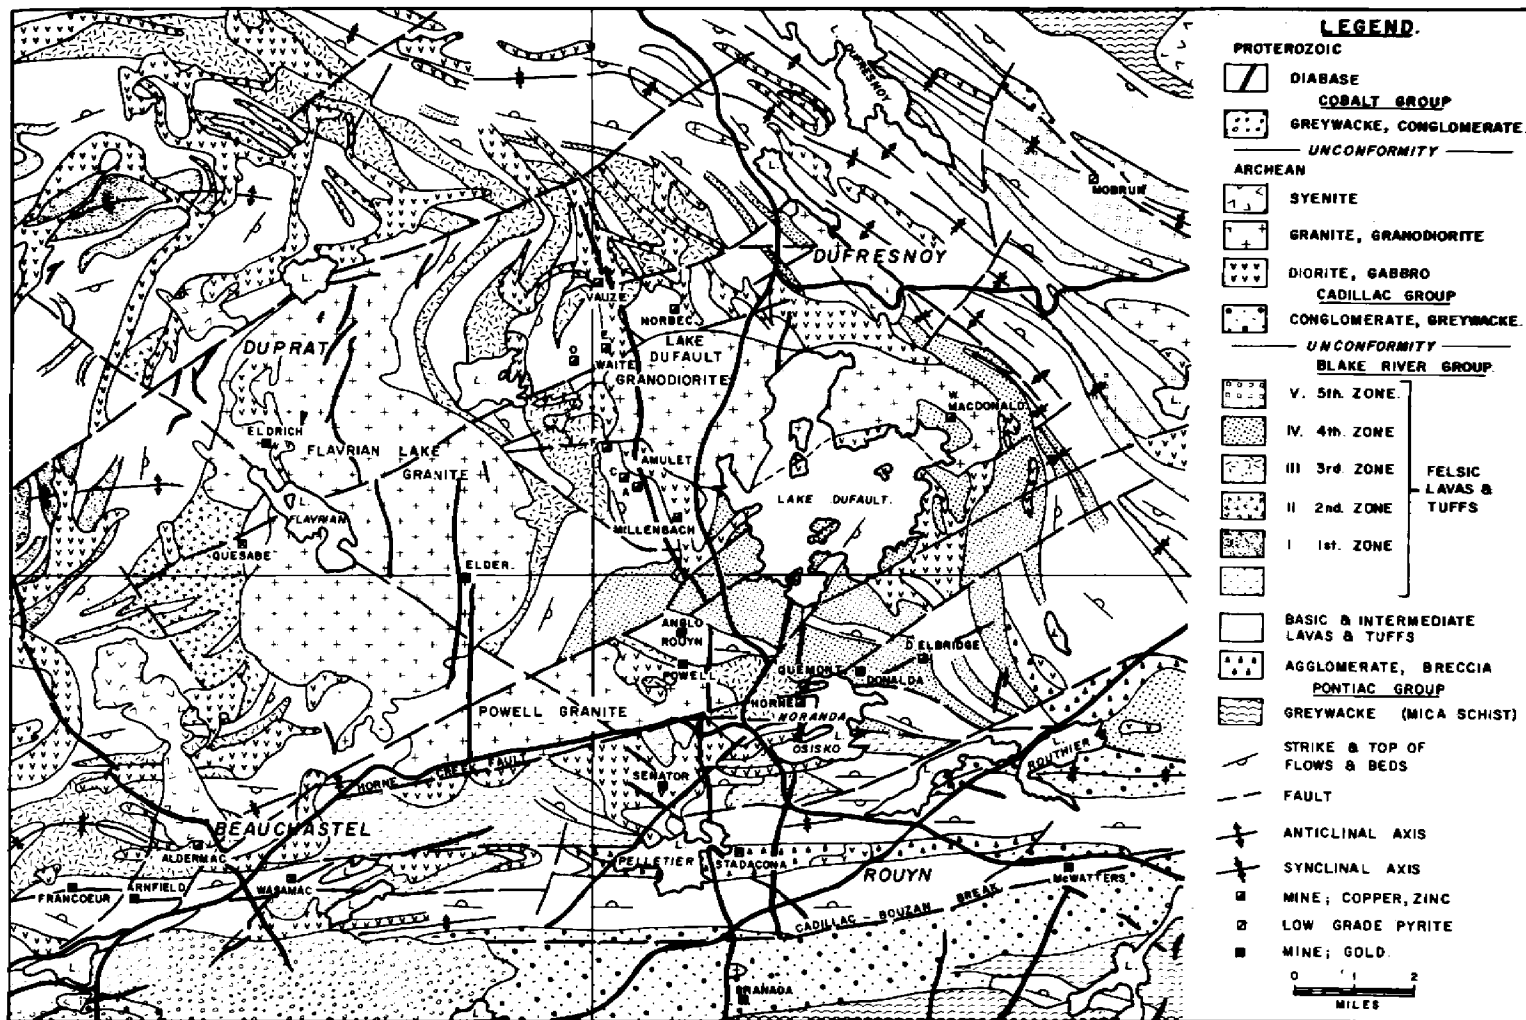 L. DUFRESNOY
MOBRUN
DUFRESNOY
VAUZE
NORBEC
LAKE
DUFAULT
GRANODIORITE
DUPRAT
L.
O
E
WAITE
L
W.
MACDONALD
ELDRICH
FLAVRIAN LAKE
GRANITE
AMULET
C
A
L.
FLAVRIAN
LAKE DUFAULT.
MILLENBACH
QUESABE
ELDER.
ANGLO
ROUYN
D'ELBRIDGE
QUEMONT
POWELL
DONALDA
HORNE
POWELL GRANITE
NORANDA
L
OSISKO
L.
ROUTHIER
HORNE CREEK FAULT
SENATOR
BEAUCHASTEL
ALDERMAC
L
PELLETIER
STADACONA
ROUYN
McWATTERS
WASAMAC
ARNFIELD
FRANCOEUR
CADILLAC - BOUZAN BREAK
L
L.
GRANADA
LEGEND.
PROTEROZOIC
DIABASE
COBALT GROUP
GREYWACKE, CONGLOMERATE.
UNCONFORMITY
ARCHEAN
SYENITE
GRANITE, GRANODIORITE
DIORITE, GABBRO
CADILLAC GROUP
CONGLOMERATE, GREYWACKE.
UNCONFORMITY
BLAKE RIVER GROUP
V. 5th. ZONE
IV. 4th. ZONE
III 3rd. ZONE
II 2nd. ZONE
I 1st. ZONE
FELSIC
LAVAS &
TUFFS
BASIC & INTERMEDIATE
LAVAS & TUFFS
AGGLOMERATE, BRECCIA
PONTIAC GROUP
GREYWACKE (MICA SCHIST)
STRIKE & TOP OF
FLOWS & BEDS
FAULT
ANTICLINAL AXIS
SYNCLINAL AXIS
MINE; COPPER, ZINC
LOW GRADE PYRITE
MINE; GOLD.
0 1 2
MILES